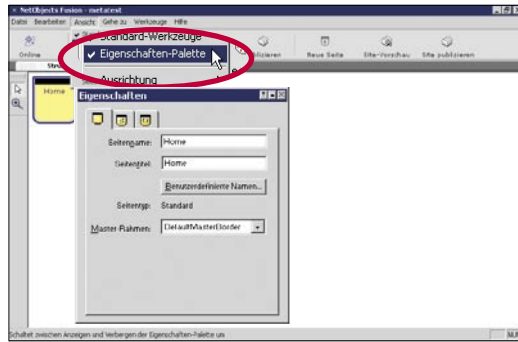 NetObjects Fusion - metatest
Datei Bearbeiten Ansicht Gehe zu Werkzeuge Hilfe
Standard-Werkzeuge
Eigenschaften-Palette
Ausrichtung
Online
Neue Seite
Site-Vorschau
Site publizieren
Home
Eigenschaften
Seitenname: Home
Seitentitel: Home
Benutzerdefinierte Namen...
Seitentyp: Standard
Master-Rahmen: DefaultMasterBorder
Schaltet zwischen Anzeigen und Verbergen der Eigenschaften-Palette um